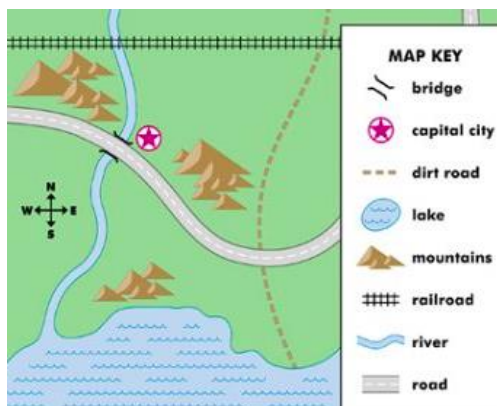 MAP KEY
bridge
capital city
dirt road
lake
mountains
railroad
river
road
N
W E
S